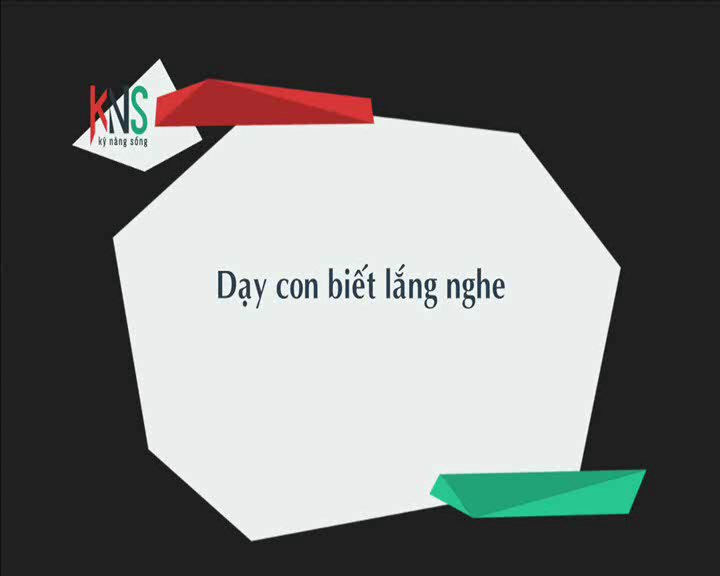 KNS
kỹ năng sống
Dạy con biết lắng nghe